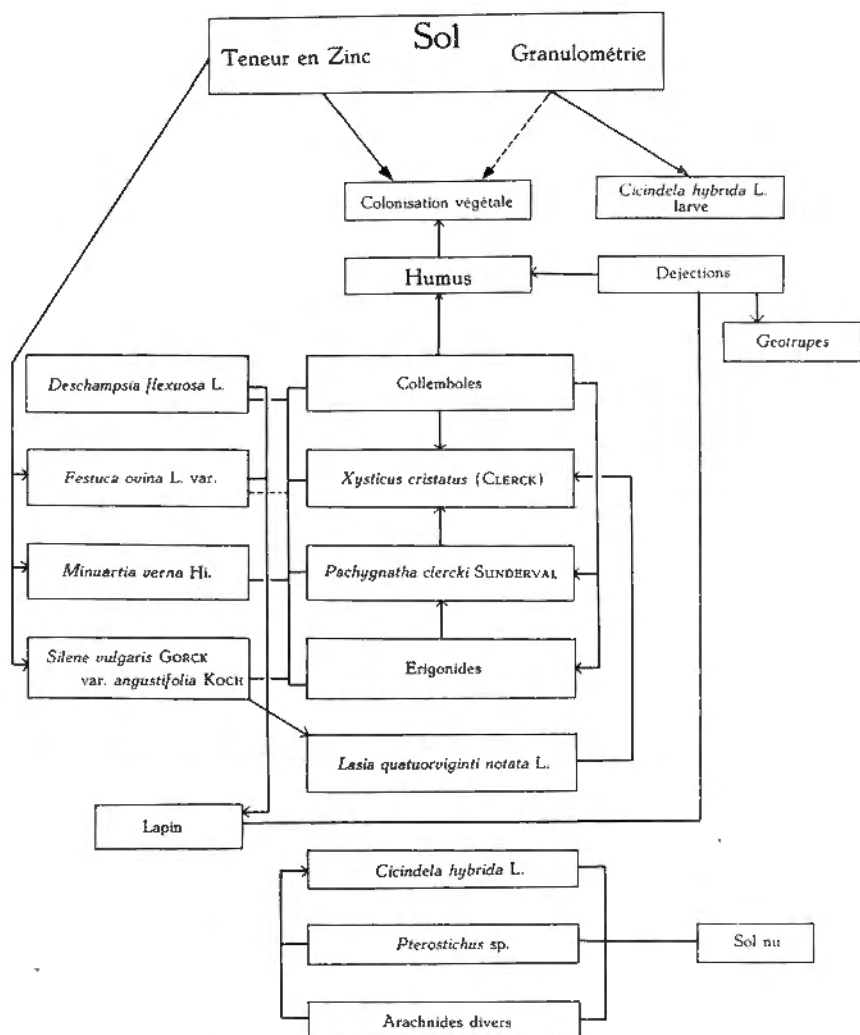 Sol
Teneur en Zinc
Granulométrie
Colonisation végétale
Cicindela hybrida L.
larve
Humus
Dejections
Geotrupes
Deschampsia flexuosa L.
Collemboles
Festuca ovina L. var.
Xysticus cristatus (CLERCK)
Minuartia verna Hi.
Pachygnatha clercki SUNDERVAL
Silene vulgaris GORCK
var. angustifolia KOCH
Erigonides
Lasia quatuorviginti notata L.
Lapin
Cicindela hybrida L.
Pterostichus sp.
Sol nu
Arachnides divers